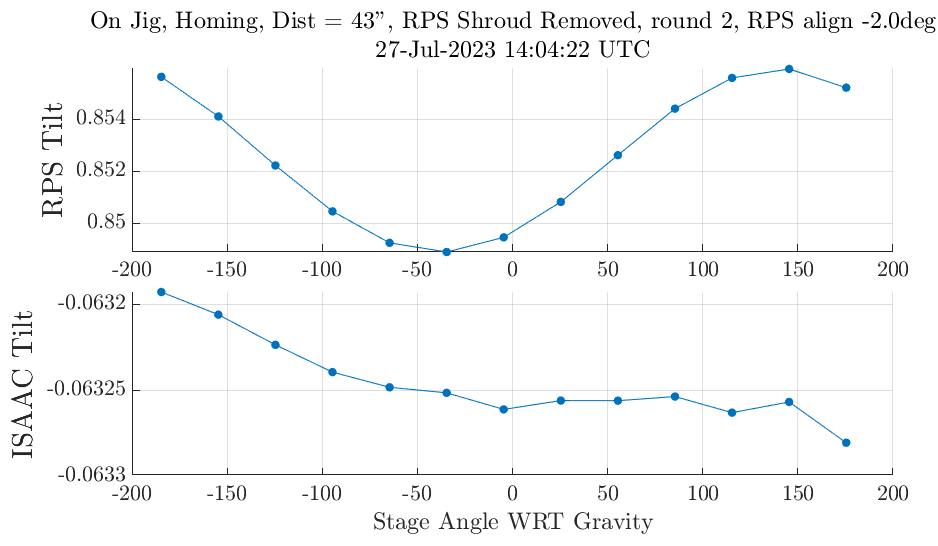 On Jig, Homing, Dist = 43”, RPS Shroud Removed, round 2, RPS align -2.0deg
27-Jul-2023 14:04:22 UTC
RPS Tilt
0.854
0.852
0.85
-200 -150 -100 -50 0 50 100 150 200
ISAAC Tilt
-0.0632
-0.06325
-0.0633
-200 -150 -100 -50 0 50 100 150 200
Stage Angle WRT Gravity